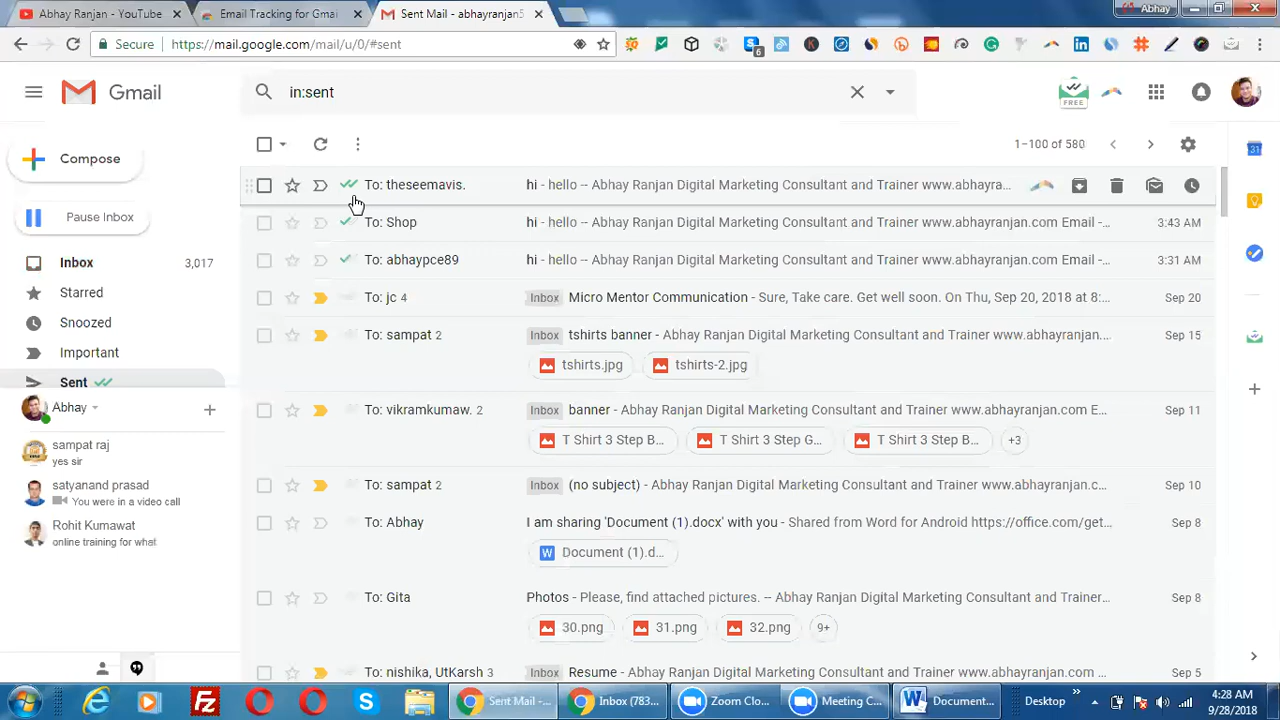 Abhay Ranjan - YouTube
Email Tracking for Gmai
Sent Mail - abhayranjan5
Abhay
Secure
https://mail.google.com/mail/u/0/#sent
6
Gmail
in:sent
FREE
Compose
1–100 of 580
Pause Inbox
To: theseemavis.
hi - hello -- Abhay Ranjan Digital Marketing Consultant and Trainer www.abhayra...
To: Shop
hi - hello -- Abhay Ranjan Digital Marketing Consultant and Trainer www.abhayranjan.com Email -...
3:43 AM
To: abhaypce89
hi - hello -- Abhay Ranjan Digital Marketing Consultant and Trainer www.abhayranjan.com Email -...
3:31 AM
Inbox
3,017
Starred
Snoozed
Important
Sent
To: jc 4
Inbox
Micro Mentor Communication - Sure, Take care. Get well soon. On Thu, Sep 20, 2018 at 8:...
Sep 20
To: sampat 2
Inbox
tshirts banner - Abhay Ranjan Digital Marketing Consultant and Trainer www.abhayranjan....
Sep 15
tshirts.jpg
tshirts-2.jpg
Abhay
To: vikramkumaw. 2
Inbox
banner - Abhay Ranjan Digital Marketing Consultant and Trainer www.abhayranjan.com E...
Sep 11
T Shirt 3 Step B...
T Shirt 3 Step G...
T Shirt 3 Step B...
+3
sampat raj
yes sir
satyanand prasad
You were in a video call
Rohit Kumawat
online training for what
To: sampat 2
Inbox
(no subject) - Abhay Ranjan Digital Marketing Consultant and Trainer www.abhayranjan.c...
Sep 10
To: Abhay
I am sharing 'Document (1).docx' with you - Shared from Word for Android https://office.com/get...
Sep 8
Document (1).d...
To: Gita
Photos - Please, find attached pictures. -- Abhay Ranjan Digital Marketing Consultant and Trainer...
Sep 8
30.png
31.png
32.png
9+
To: nishika, UtKarsh 3
Inbox
Resume - Abhay Ranjan Digital Marketing Consultant and Trainer www.abhayranjan.com E...
Sep 5
31
Sent Mail -...
Inbox (783...
Zoom Clo...
Meeting C...
Document...
Desktop
4:28 AM
9/28/2018